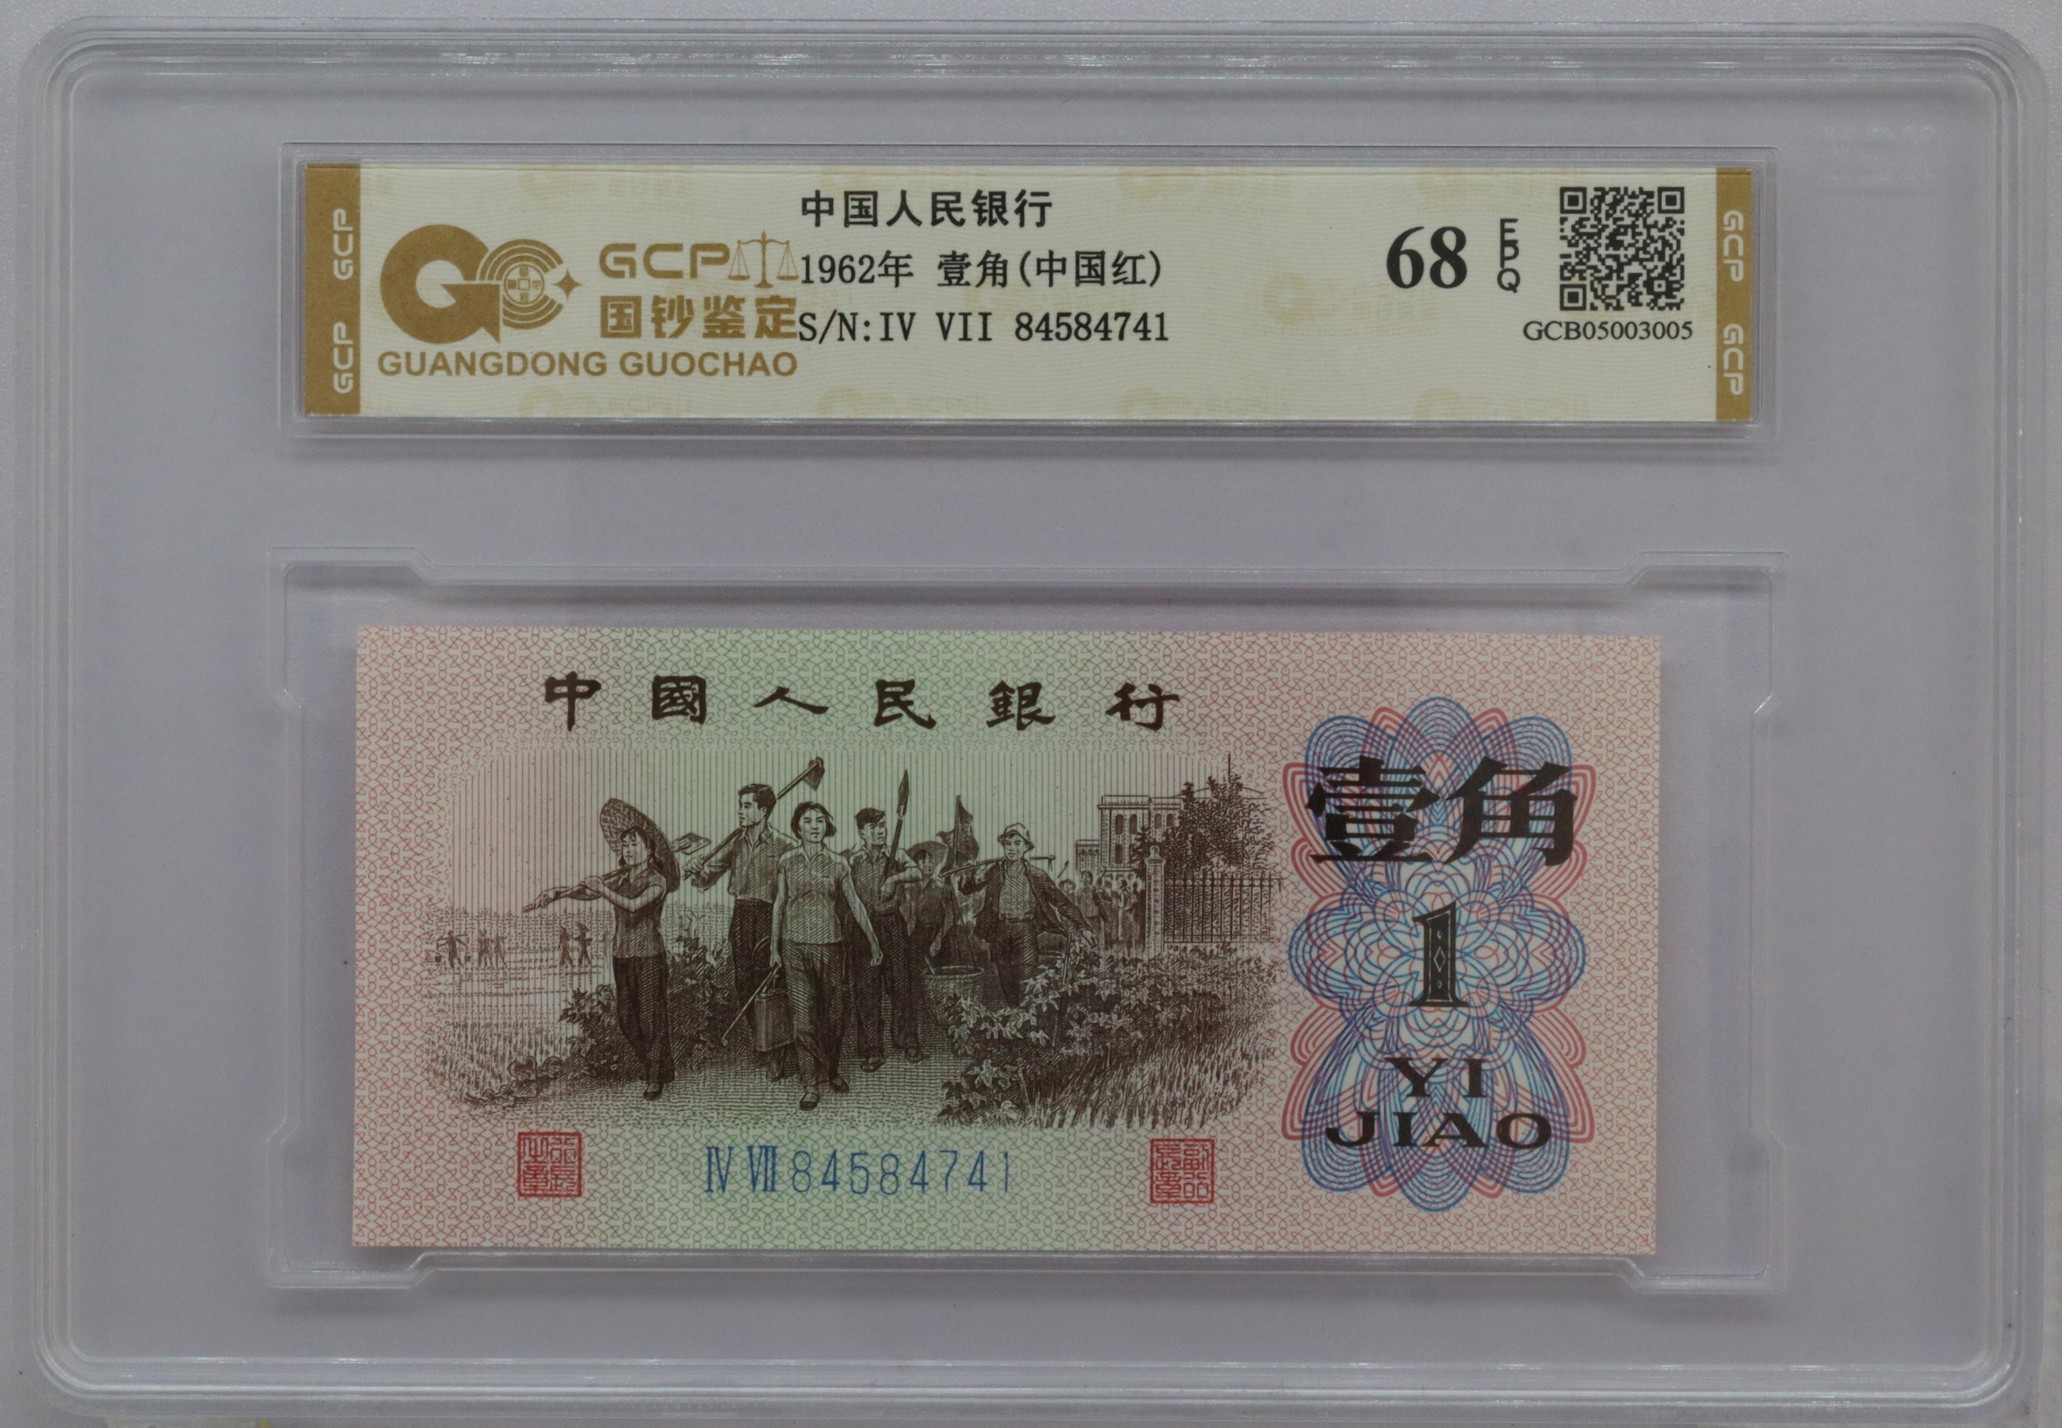 GCP
GCP
GCP
国钞鉴定
GUANGDONG GUOCHAO
中国人民银行
1962年 壹角(中国红)
S/N:IV VII 84584741
68
EPQ
GCB05003005
GCP
GCP
中國人民銀行
壹角
1
YI
JIAO
IV VII 84584741